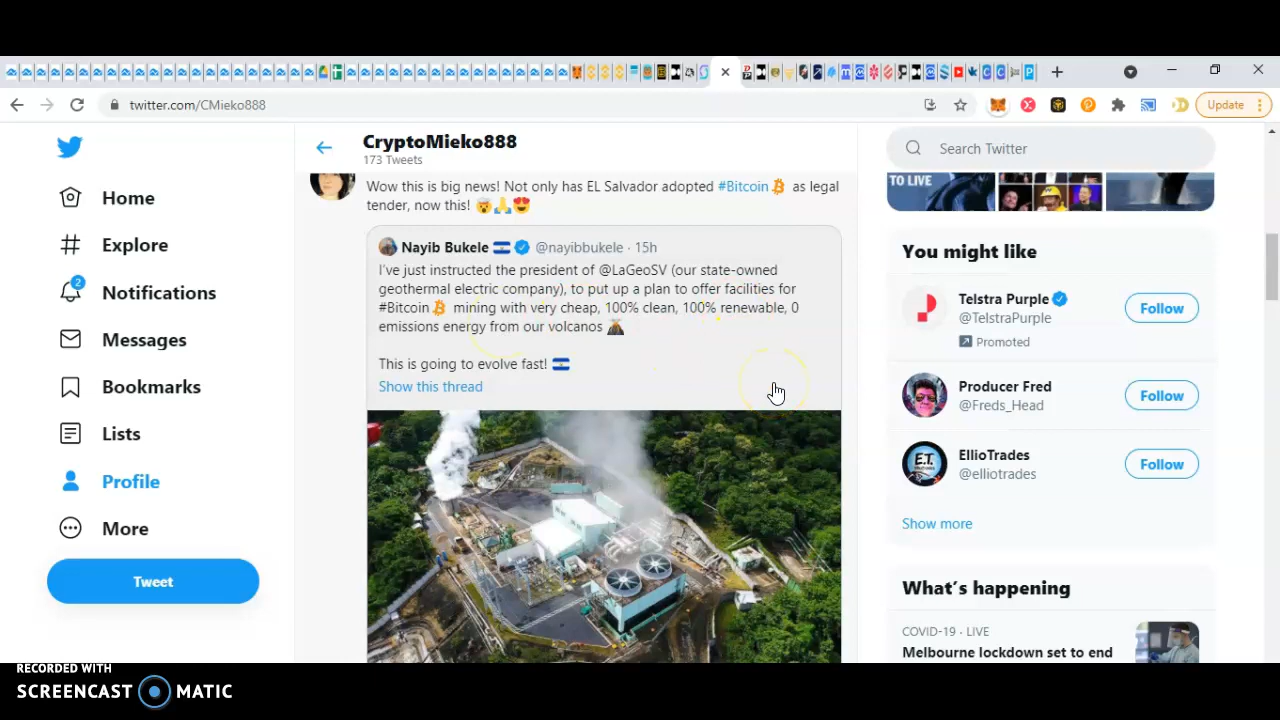 twitter.com/CMieko888
Update
CryptoMieko888
173 Tweets
Search Twitter
Home
Explore
2
Notifications
Messages
Bookmarks
Lists
Profile
More
Tweet
Wow this is big news! Not only has EL Salvador adopted #Bitcoin as legal
tender, now this!
Nayib Bukele @nayibbukele · 15h
I've just instructed the president of @LaGeoSV (our state-owned
geothermal electric company), to put up a plan to offer facilities for
#Bitcoin mining with very cheap, 100% clean, 100% renewable, 0
emissions energy from our volcanos
This is going to evolve fast!
Show this thread
TO LIVE
You might like
Telstra Purple
@TelstraPurple
Promoted
Follow
Producer Fred
@Freds_Head
Follow
E.T.
EllioTrades
@elliotrades
Follow
Show more
What's happening
COVID-19 · LIVE
Melbourne lockdown set to end
RECORDED WITH
SCREENCAST MATIC